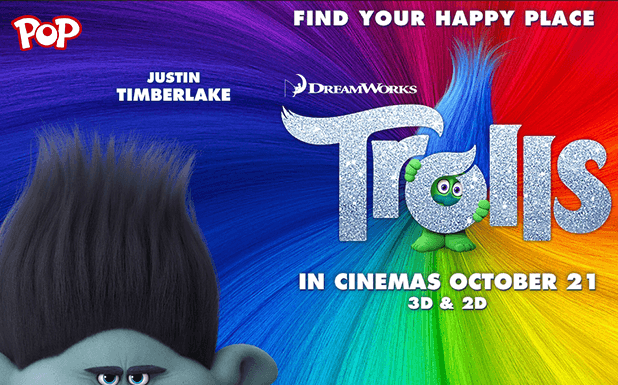 POP
FIND YOUR HAPPY PLACE
JUSTIN
TIMBERLAKE
DREAMWORKS
Trolls
IN CINEMAS OCTOBER 21
3D & 2D